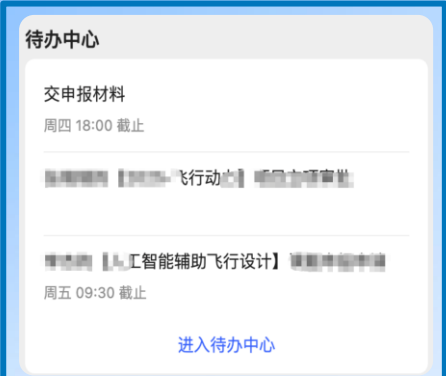 待办中心
交申报材料
周四 18:00 截止
飞行动
工智能辅助飞行设计】
周五 09:30 截止
进入待办中心